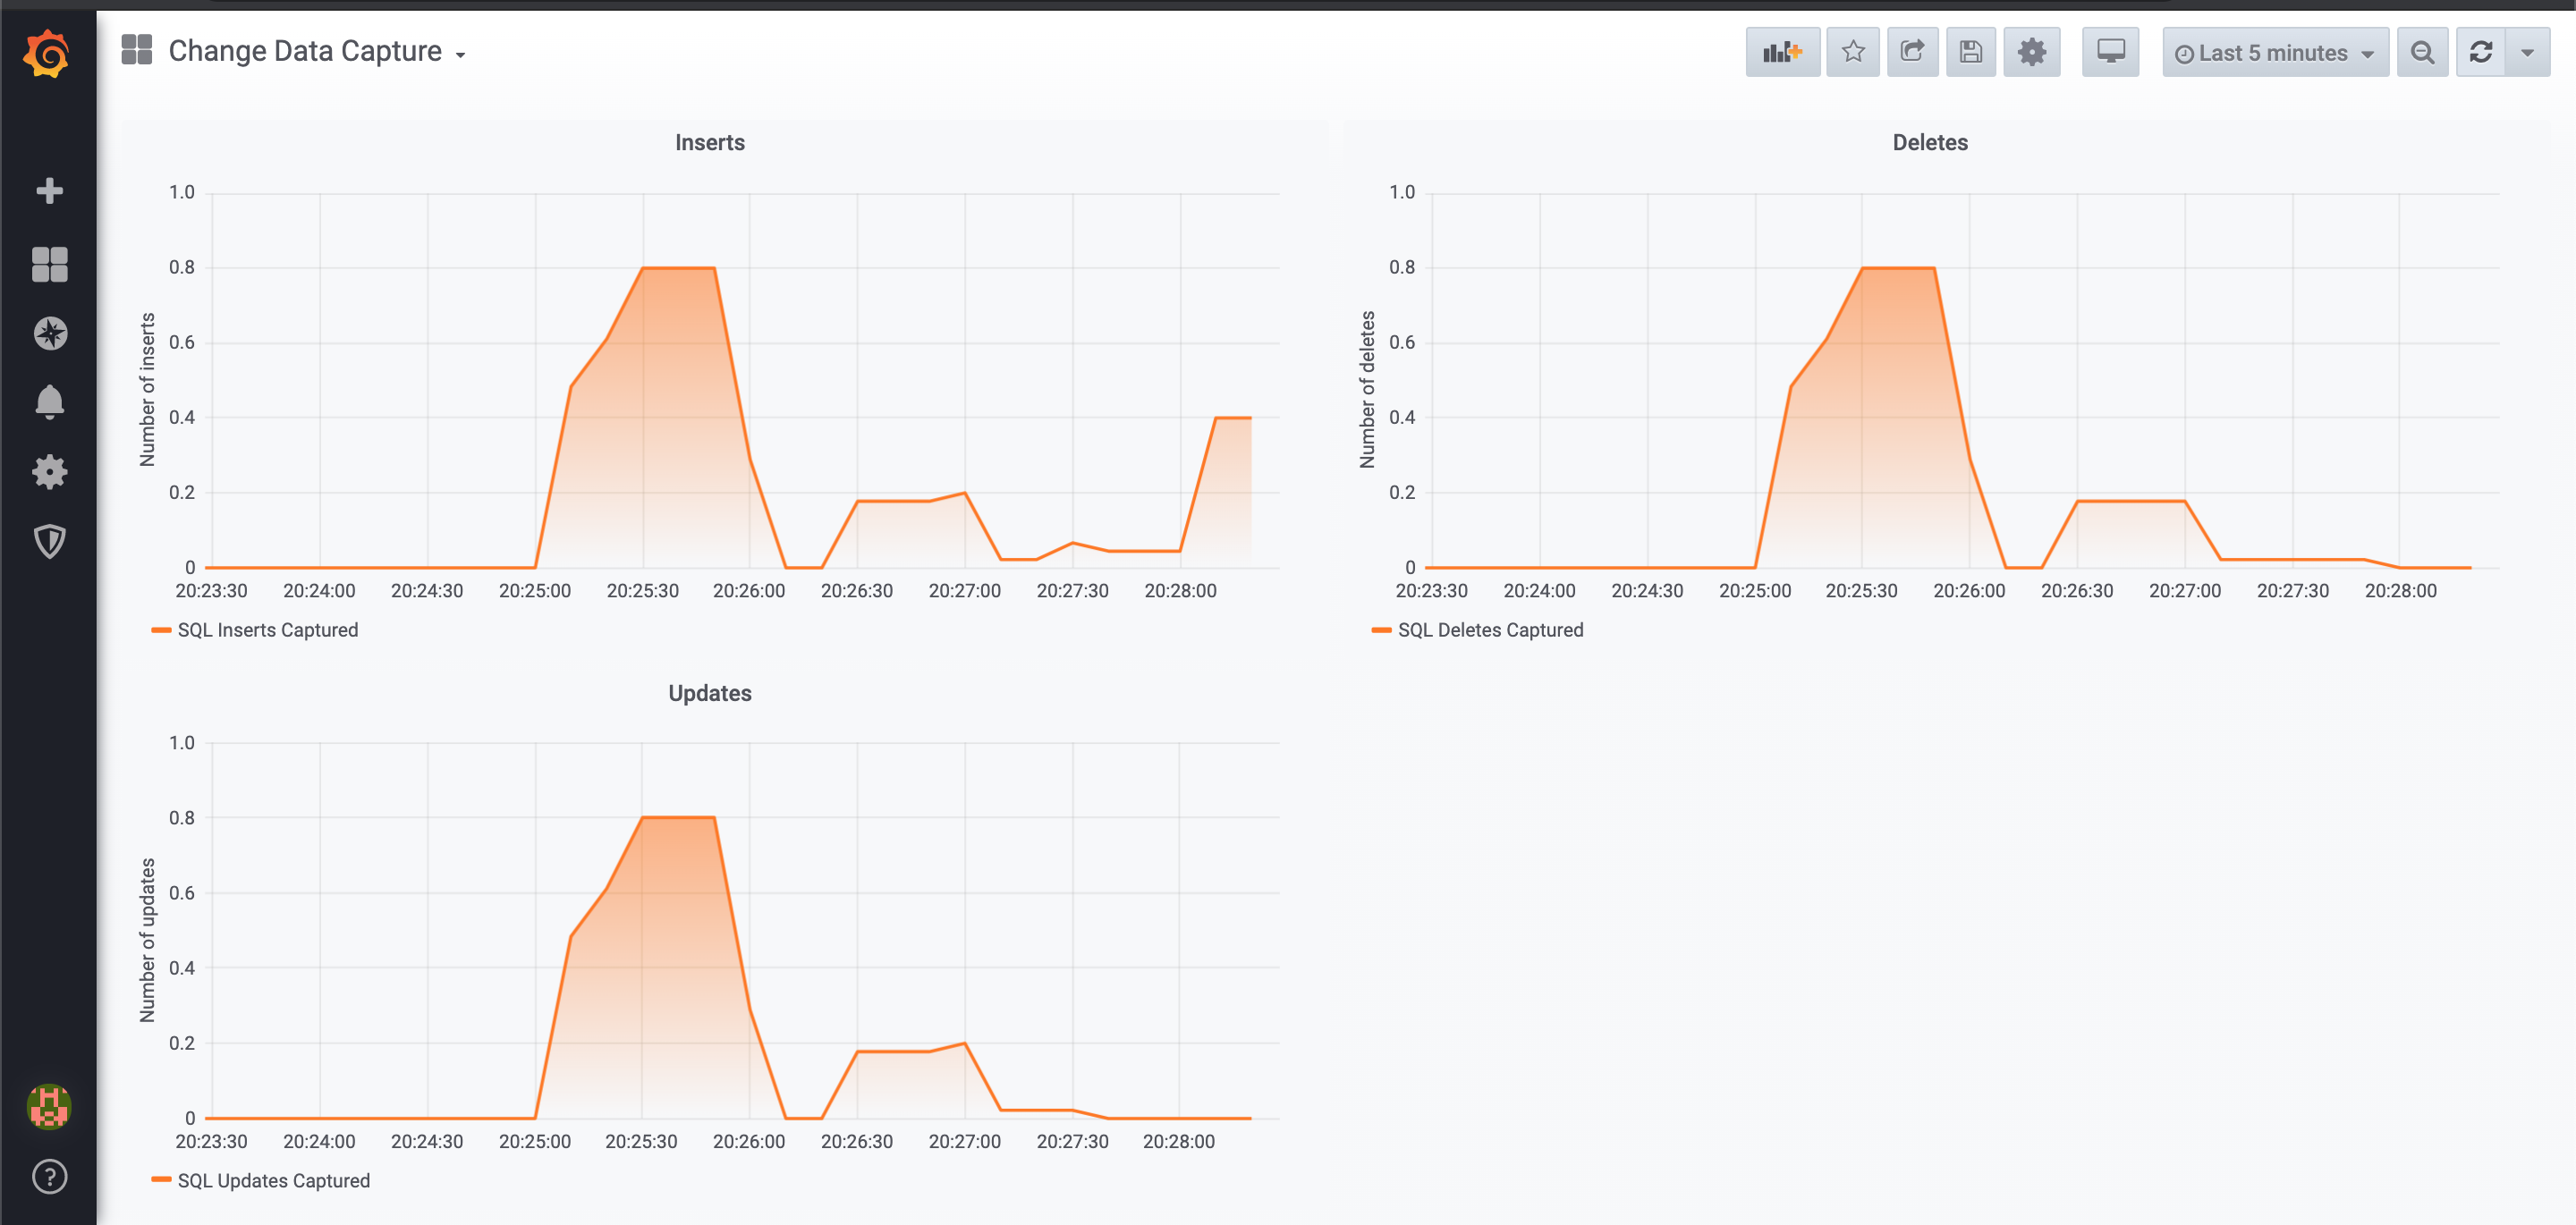 Change Data Capture
Last 5 minutes
Inserts
Number of inserts
1.0
0.8
0.6
0.4
0.2
0
20:23:30 20:24:00 20:24:30 20:25:00 20:25:30 20:26:00 20:26:30 20:27:00 20:27:30 20:28:00
SQL Inserts Captured
Deletes
Number of deletes
1.0
0.8
0.6
0.4
0.2
0
20:23:30 20:24:00 20:24:30 20:25:00 20:25:30 20:26:00 20:26:30 20:27:00 20:27:30 20:28:00
SQL Deletes Captured
Updates
Number of updates
1.0
0.8
0.6
0.4
0.2
0
20:23:30 20:24:00 20:24:30 20:25:00 20:25:30 20:26:00 20:26:30 20:27:00 20:27:30 20:28:00
SQL Updates Captured